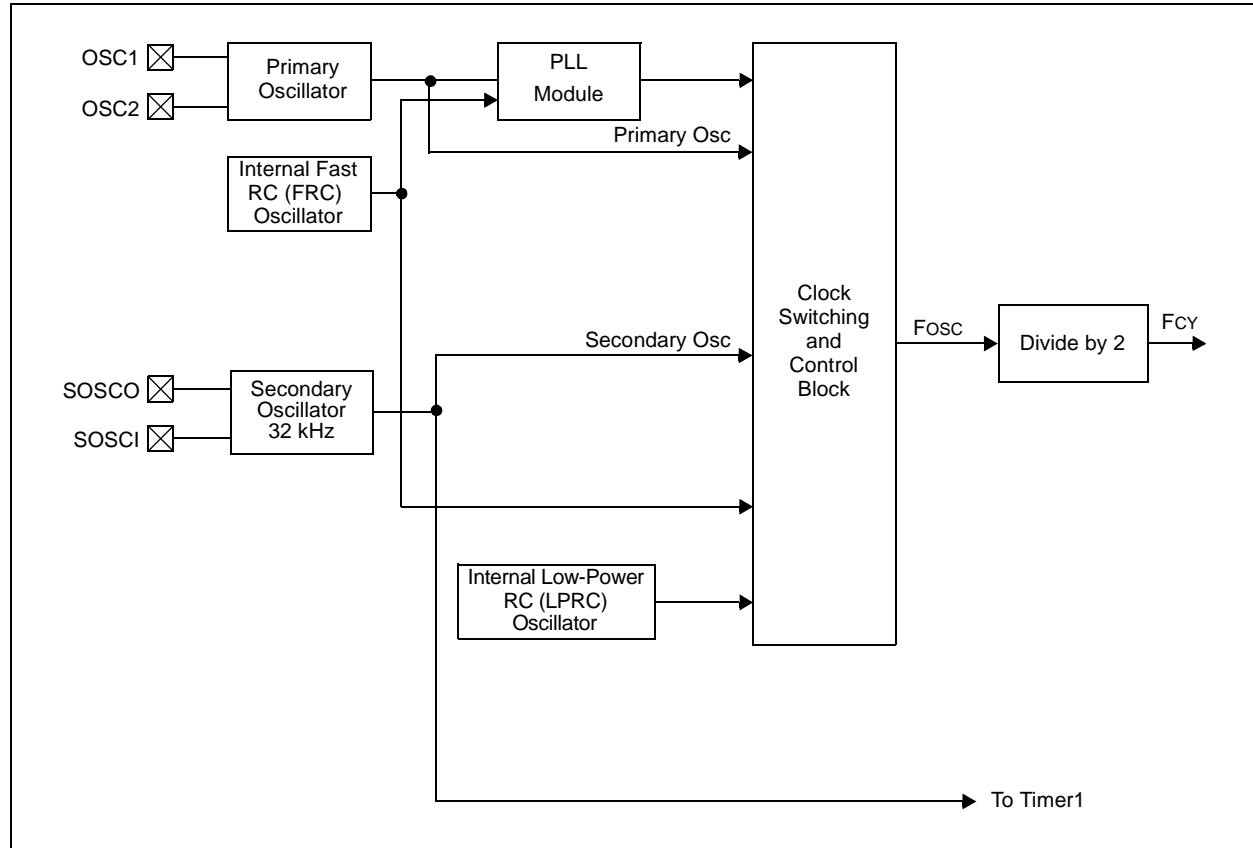 OSC1
OSC2
Primary
Oscillator
PLL
Module
Primary Osc
Internal Fast
RC (FRC)
Oscillator
Clock
Switching
and
Control
Block
FOSC
Divide by 2
FCY
Secondary Osc
SOSCO
SOSCI
Secondary
Oscillator
32 kHz
Internal Low-Power
RC (LPRC)
Oscillator
To Timer1